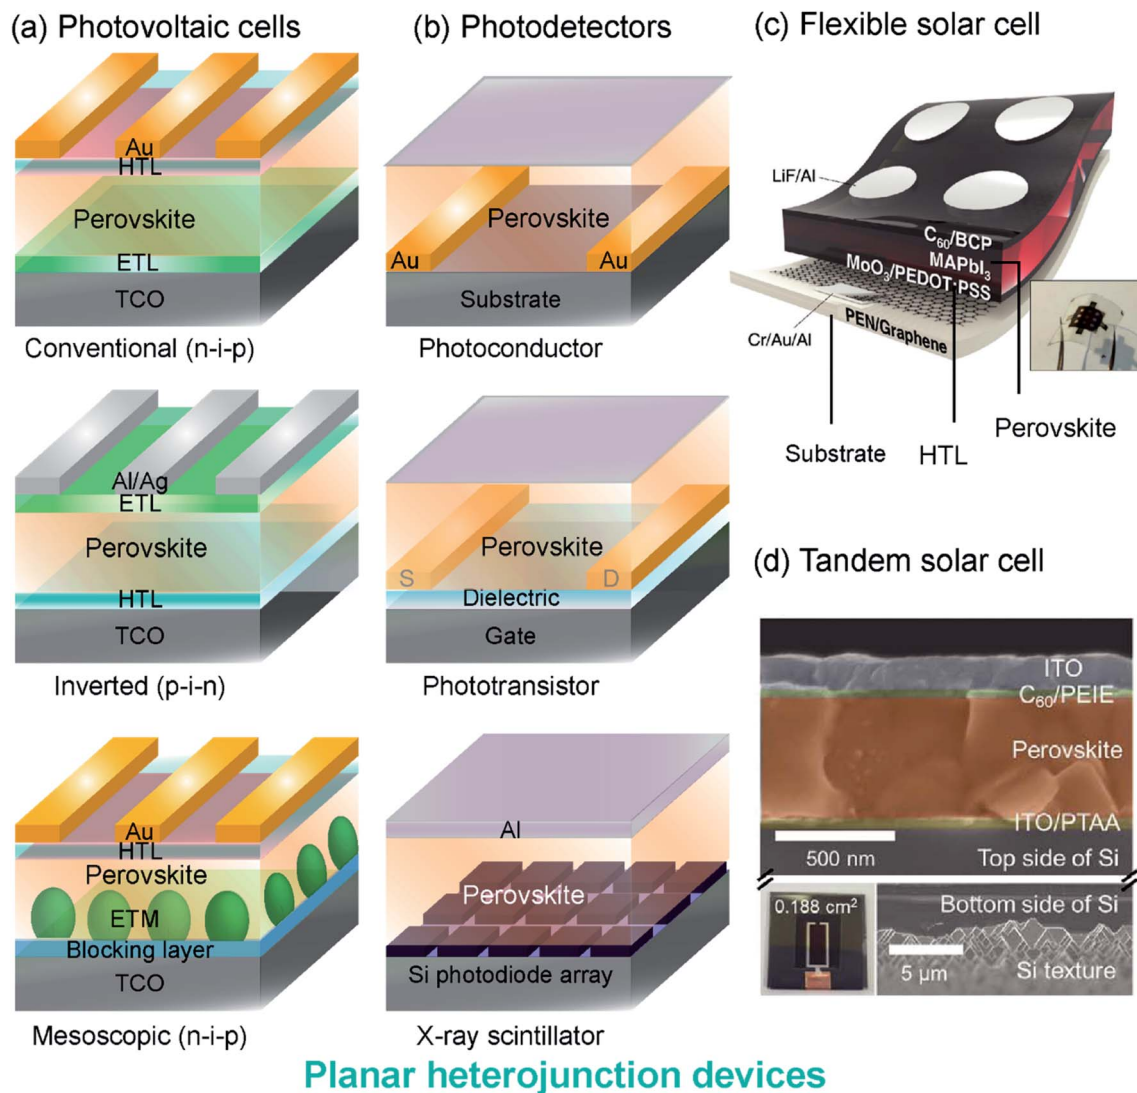 (a) Photovoltaic cells
Au
HTL
Perovskite
ETL
TCO
Conventional (n-i-p)
Al/Ag
ETL
Perovskite
HTL
TCO
Inverted (p-i-n)
Au
HTL
Perovskite
ETM
Blocking layer
TCO
Mesoscopic (n-i-p)
(b) Photodetectors
Perovskite
Au
Au
Substrate
Photoconductor
Perovskite
S
D
Dielectric
Gate
Phototransistor
Al
Perovskite
Si photodiode array
X-ray scintillator
(c) Flexible solar cell
LiF/Al
C₆₀/BCP
MAPbI₃
MoO₃/PEDOT:PSS
PEN/Graphene
Cr/Au/Al
Perovskite
Substrate
HTL
(d) Tandem solar cell
ITO
C₆₀/PEIE
Perovskite
ITO/PTAA
500 nm
Top side of Si
0.188 cm²
Bottom side of Si
5 µm
Si texture
Planar heterojunction devices